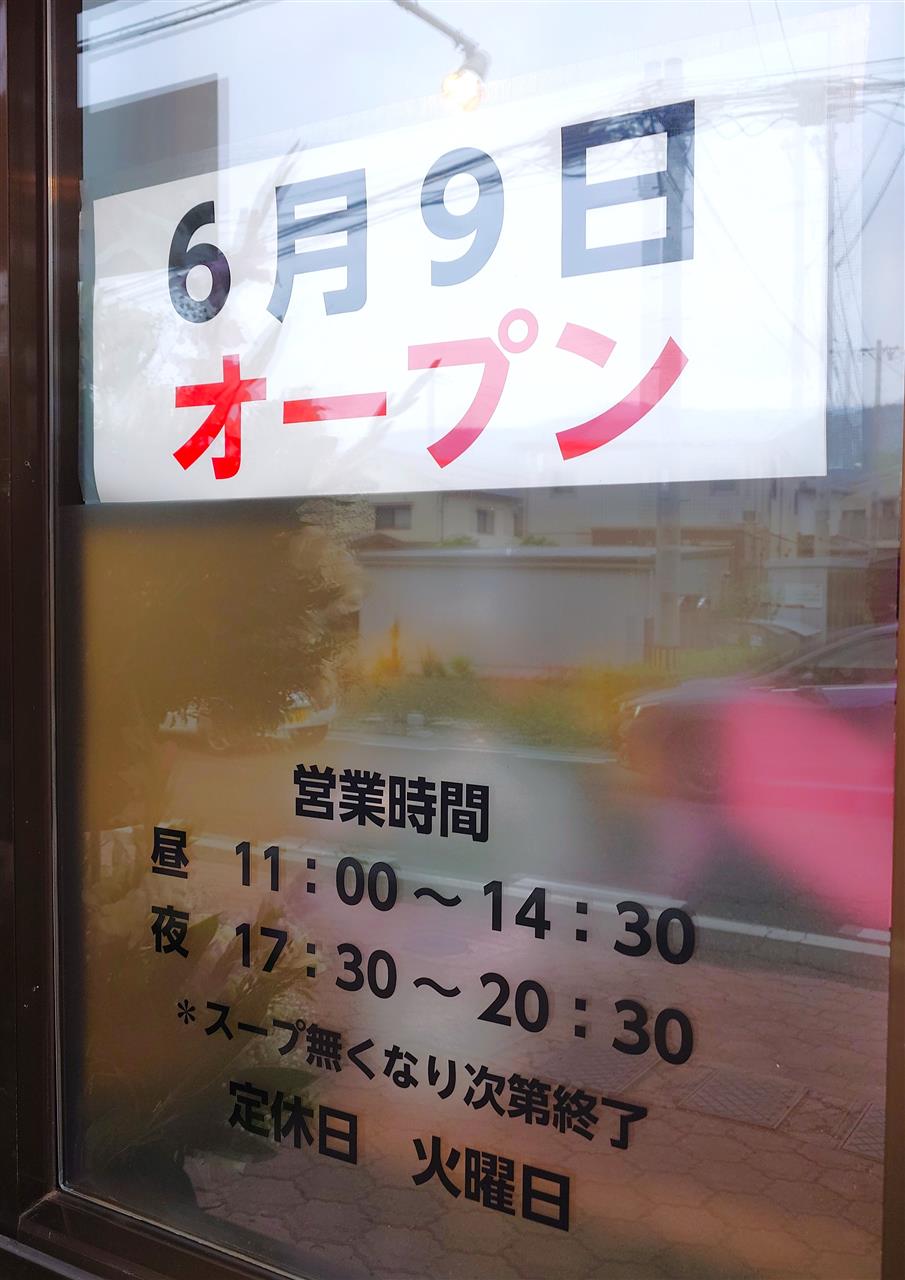 6月9日
オープン
営業時間
昼 11：00～14：30
夜 17：30～20：30
＊スープ無くなり次第終了
定休日 火曜日